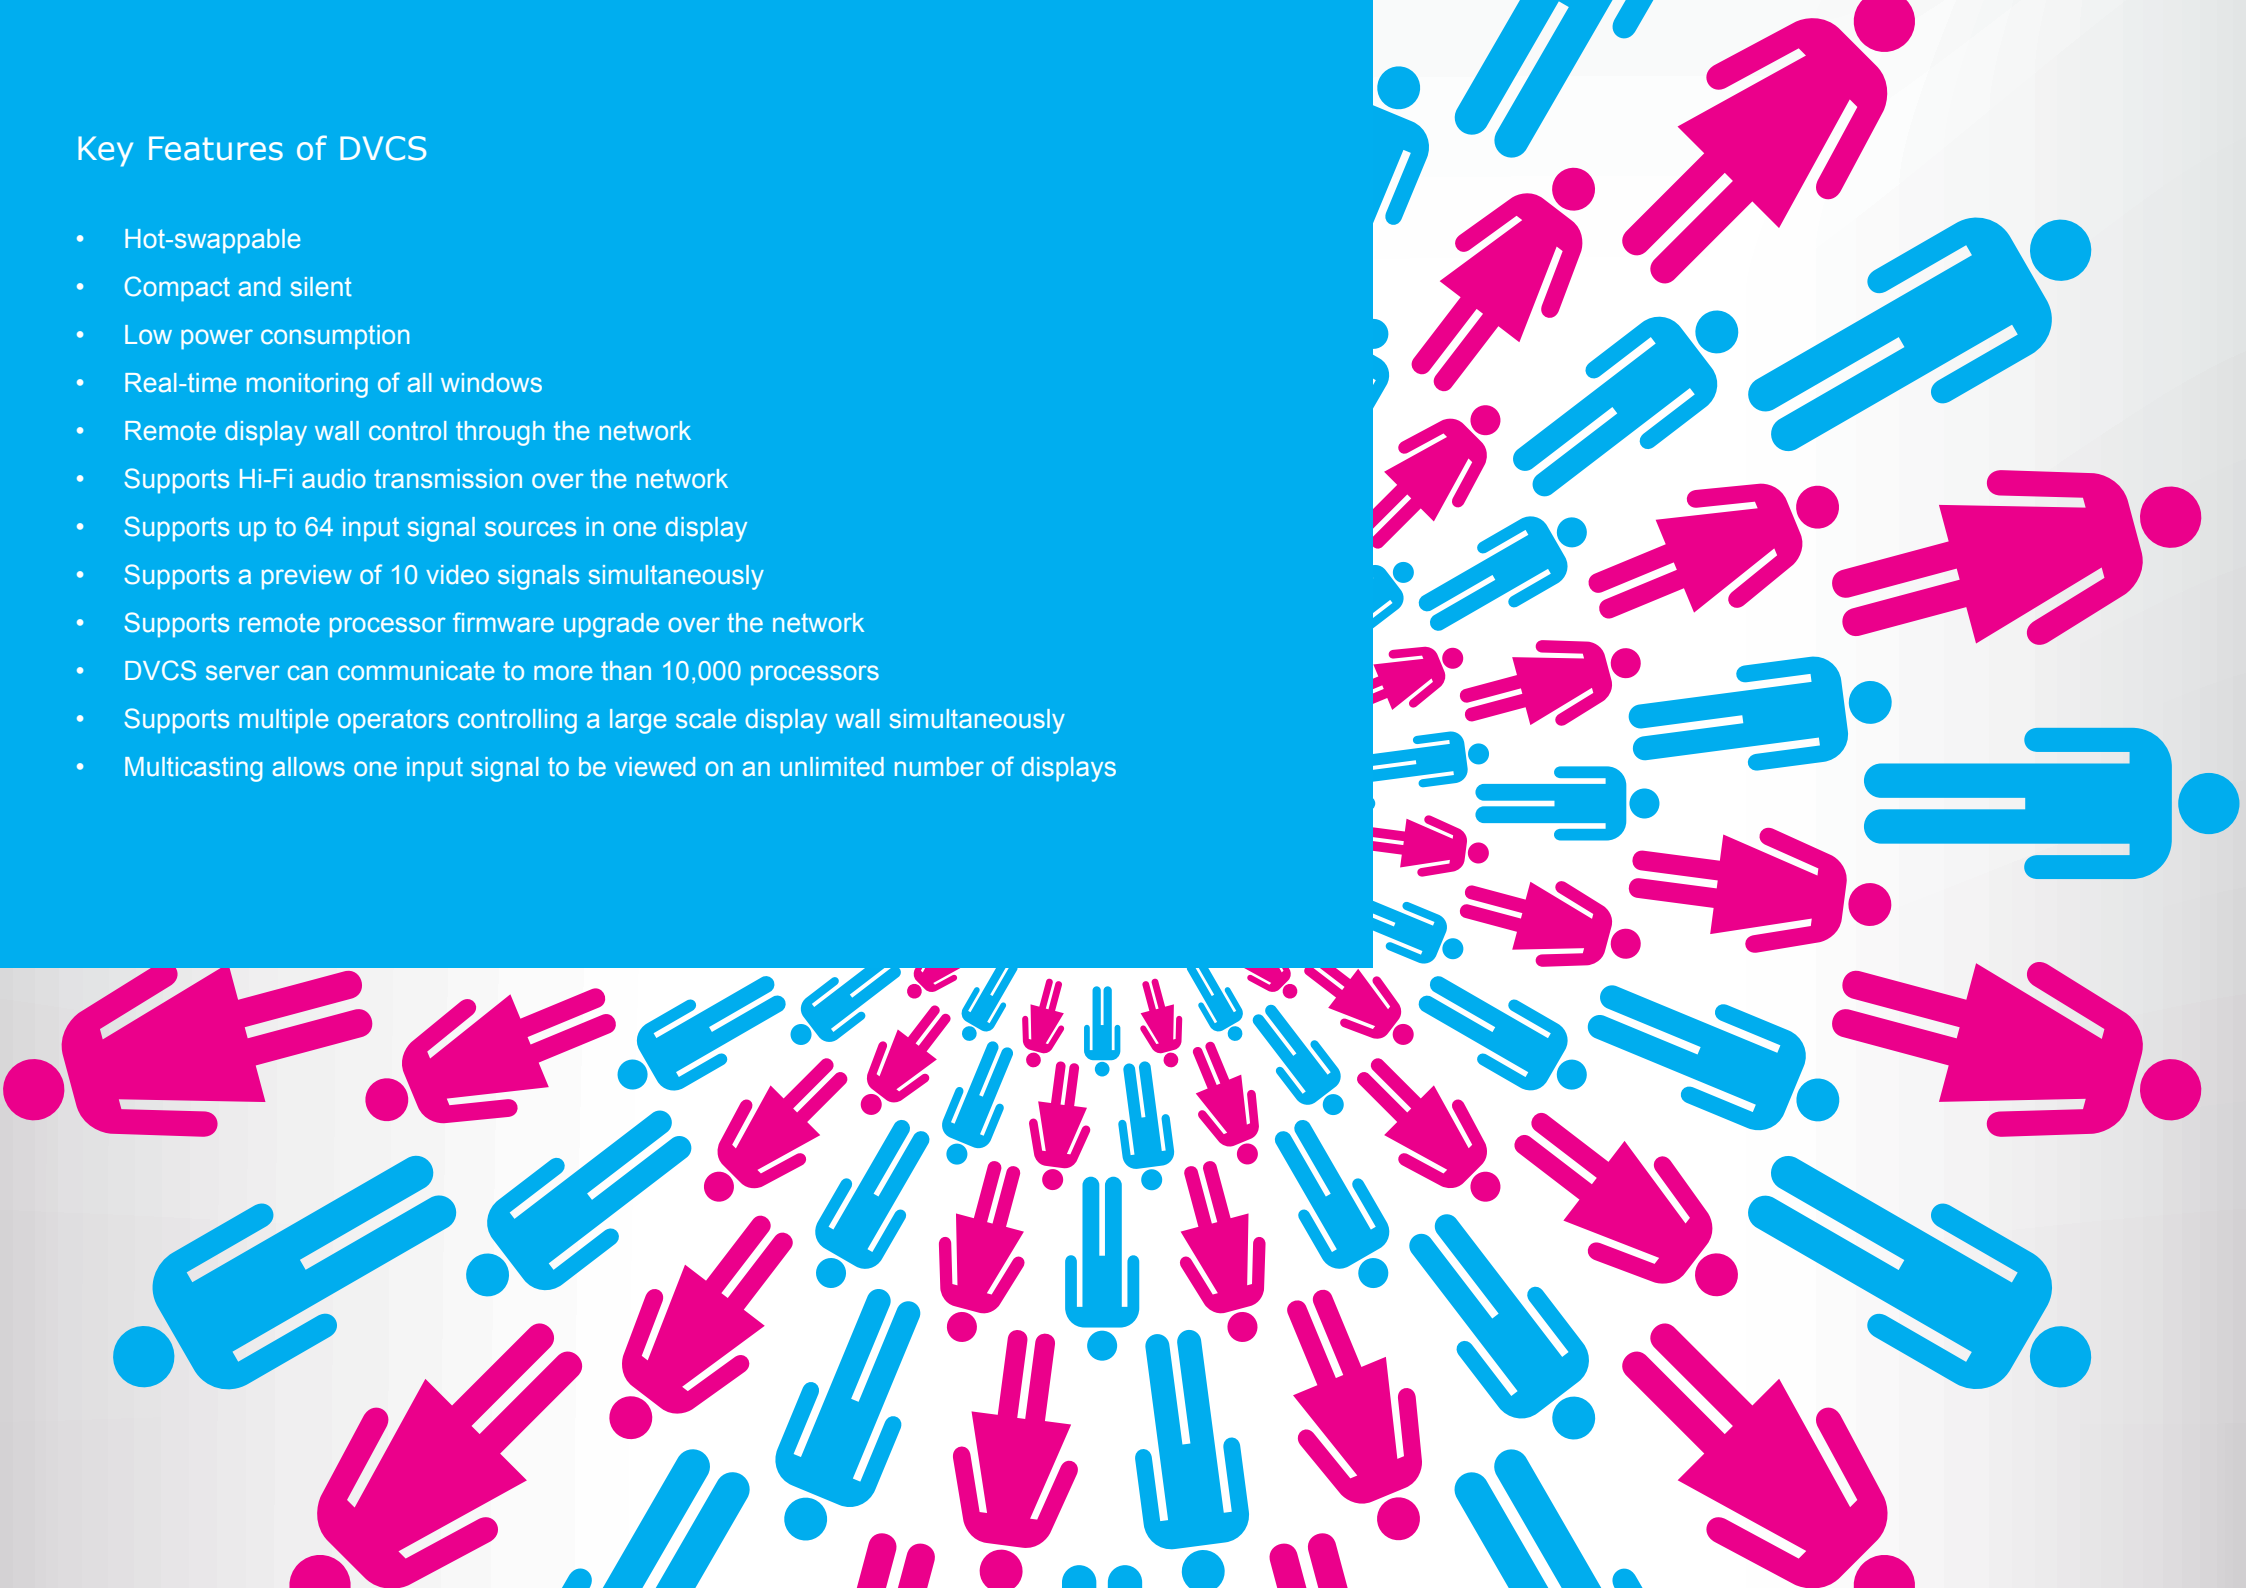 Key Features of DVCS
• Hot-swappable
• Compact and silent
• Low power consumption
• Real-time monitoring of all windows
• Remote display wall control through the network
• Supports Hi-Fi audio transmission over the network
• Supports up to 64 input signal sources in one display
• Supports a preview of 10 video signals simultaneously
• Supports remote processor firmware upgrade over the network
• DVCS server can communicate to more than 10,000 processors
• Supports multiple operators controlling a large scale display wall simultaneously
• Multicasting allows one input signal to be viewed on an unlimited number of displays